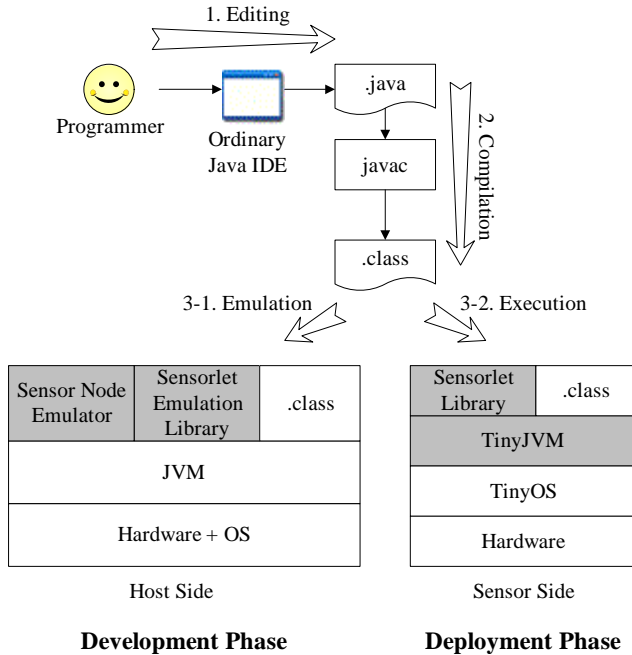 1. Editing
Programmer
Ordinary
Java IDE
.java
javac
.class
2. Compilation
3-1. Emulation
3-2. Execution
Sensor Node
Emulator
Sensorlet
Emulation
Library
.class
JVM
Hardware + OS
Host Side
Development Phase
Sensorlet
Library
.class
TinyJVM
TinyOS
Hardware
Sensor Side
Deployment Phase